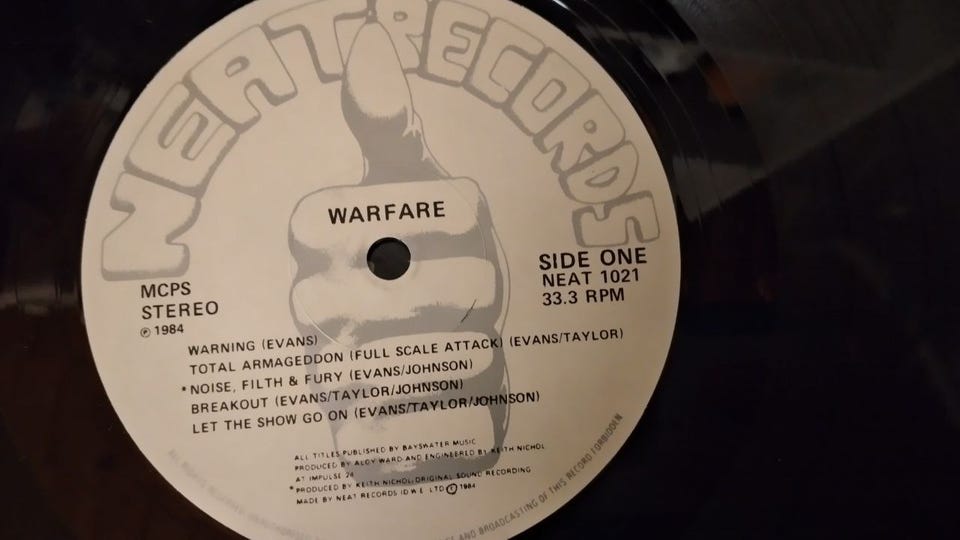 NEAT RECORDS
WARFARE
SIDE ONE
NEAT 1021
33.3 RPM
MCPS
STEREO
℗ 1984
WARNING (EVANS)
TOTAL ARMAGEDDON (FULL SCALE ATTACK) (EVANS/TAYLOR)
*NOISE, FILTH & FURY (EVANS/JOHNSON)
BREAKOUT (EVANS/TAYLOR/JOHNSON)
LET THE SHOW GO ON (EVANS/TAYLOR/JOHNSON)
ALL TITLES PUBLISHED BY BAYSWATER MUSIC
PRODUCED BY ALGY WARD AND ENGINEERED BY KEITH NICHOL
AT IMPULSE 24
*PRODUCED BY KEITH NICHOL ORIGINAL SOUND RECORDING
MADE BY NEAT RECORDS (D W E LTD) © 1984
AND BROADCASTING OF THIS RECORD FORBIDDEN